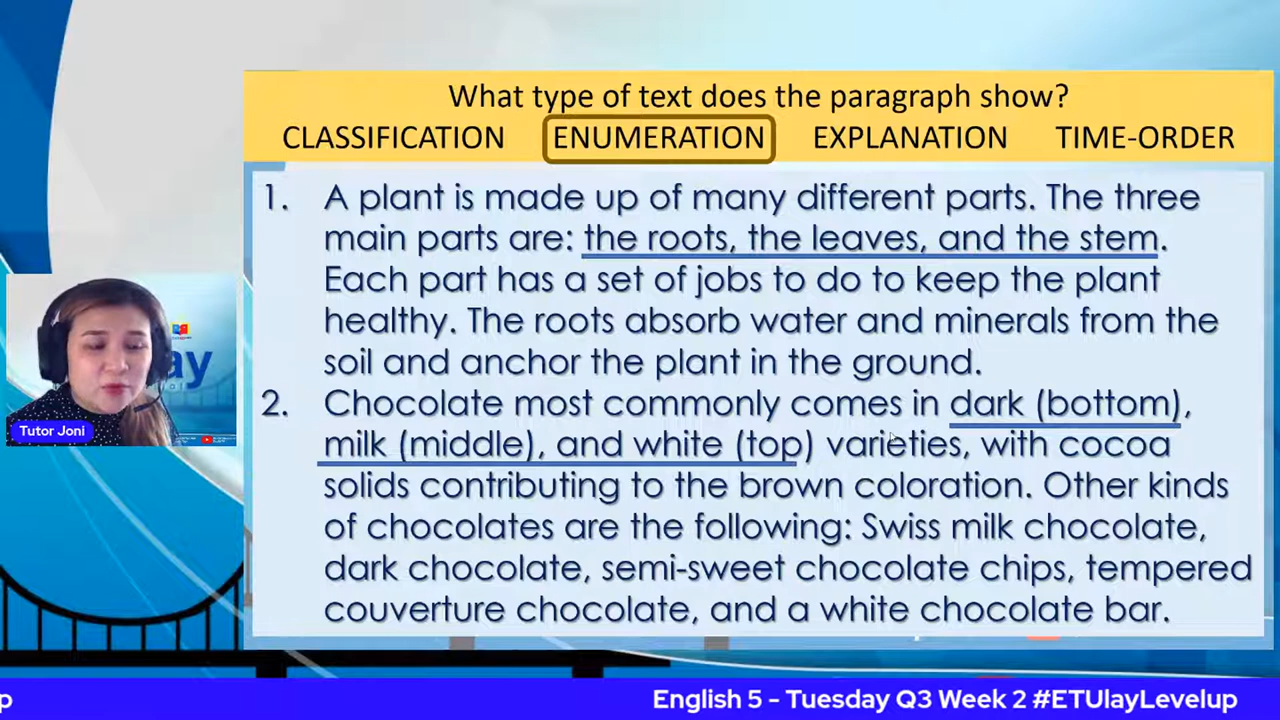 What type of text does the paragraph show?
CLASSIFICATION ENUMERATION EXPLANATION TIME-ORDER
1. A plant is made up of many different parts. The three
main parts are: the roots, the leaves, and the stem.
Each part has a set of jobs to do to keep the plant
healthy. The roots absorb water and minerals from the
soil and anchor the plant in the ground.
2. Chocolate most commonly comes in dark (bottom),
milk (middle), and white (top) varieties, with cocoa
solids contributing to the brown coloration. Other kinds
of chocolates are the following: Swiss milk chocolate,
dark chocolate, semi-sweet chocolate chips, tempered
couverture chocolate, and a white chocolate bar.
ay
Tutor Joni
p
English 5 - Tuesday Q3 Week 2 #ETUlayLevelup